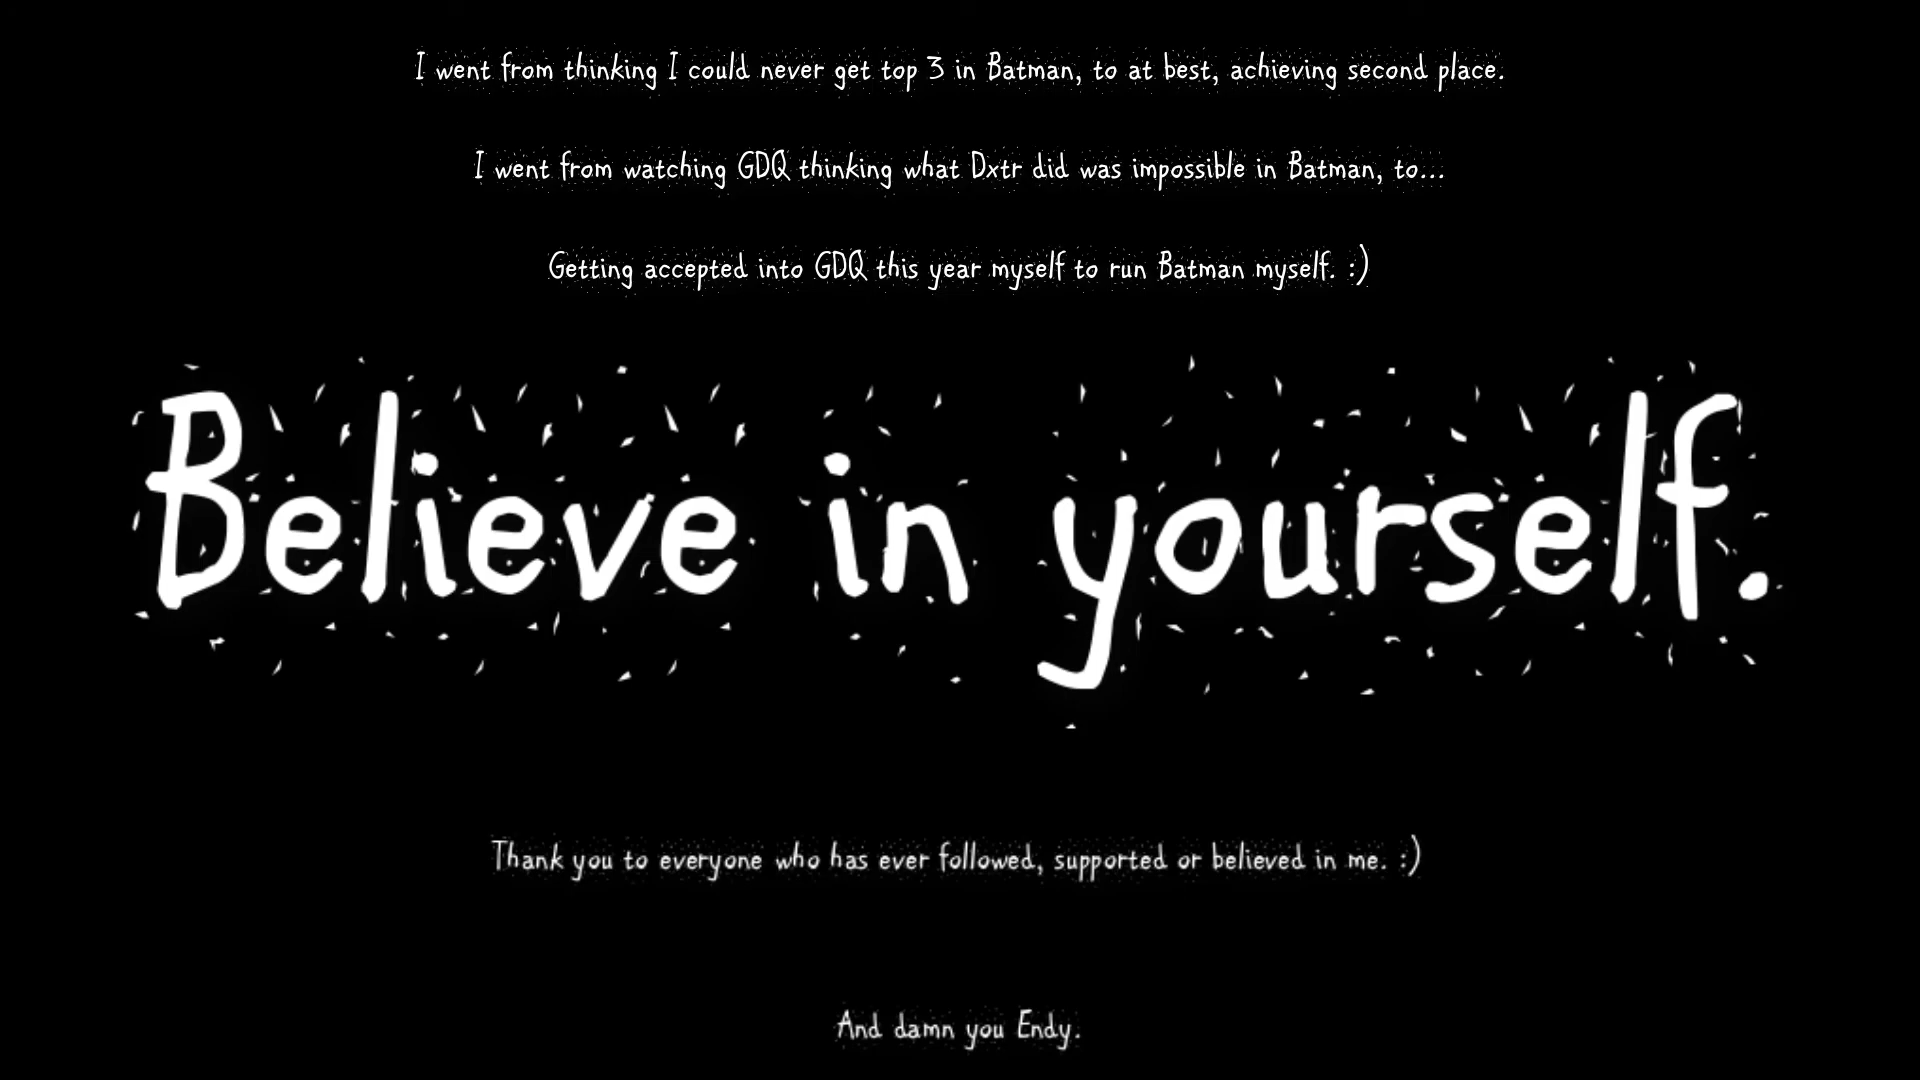 I went from thinking I could never get top 3 in Batman, to at best, achieving second place.
I went from watching GDQ thinking what Dxtr did was impossible in Batman, to...
Getting accepted into GDQ this year myself to run Batman myself. :)
Believe in yourself.
Thank you to everyone who has ever followed, supported or believed in me. :)
And damn you Endy.